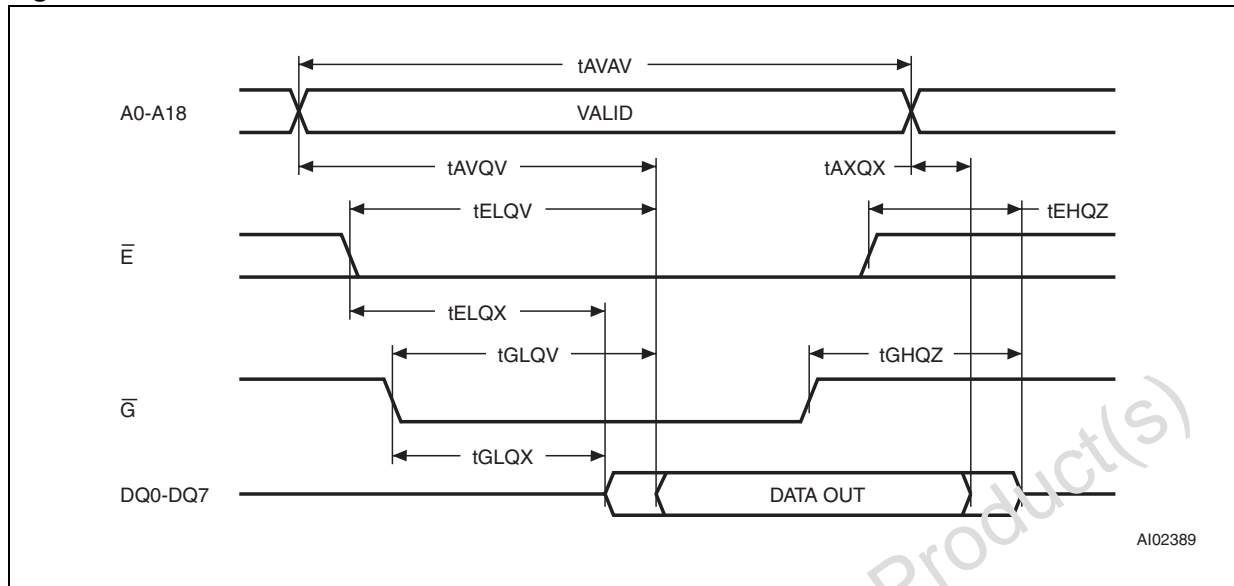 tAVAV
A0-A18
VALID
tAVQV
tAXQX
tELQV
tEHQZ
E̅
tELQX
tGLQV
tGHQZ
G̅
tGLQX
DQ0-DQ7
DATA OUT
Product(s)
AI02389